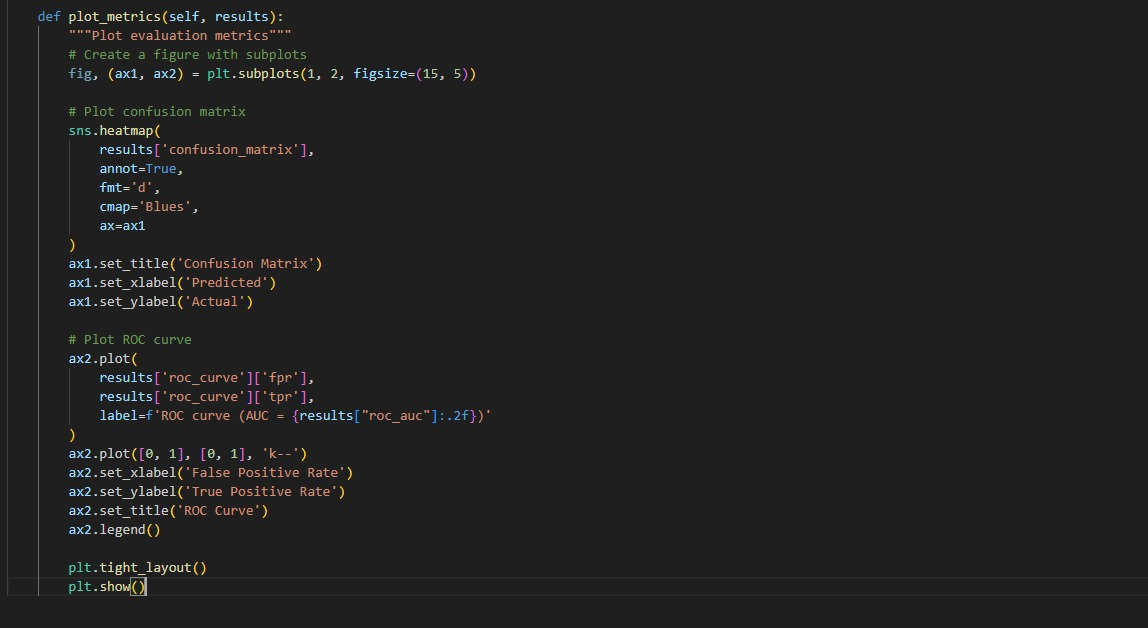 def plot_metrics(self, results):
    """Plot evaluation metrics"""
    # Create a figure with subplots
    fig, (ax1, ax2) = plt.subplots(1, 2, figsize=(15, 5))

    # Plot confusion matrix
    sns.heatmap(
        results['confusion_matrix'],
        annot=True,
        fmt='d',
        cmap='Blues',
        ax=ax1
    )
    ax1.set_title('Confusion Matrix')
    ax1.set_xlabel('Predicted')
    ax1.set_ylabel('Actual')

    # Plot ROC curve
    ax2.plot(
        results['roc_curve']['fpr'],
        results['roc_curve']['tpr'],
        label=f'ROC curve (AUC = {results["roc_auc"]:.2f})'
    )
    ax2.plot([0, 1], [0, 1], 'k--')
    ax2.set_xlabel('False Positive Rate')
    ax2.set_ylabel('True Positive Rate')
    ax2.set_title('ROC Curve')
    ax2.legend()

    plt.tight_layout()
    plt.show()